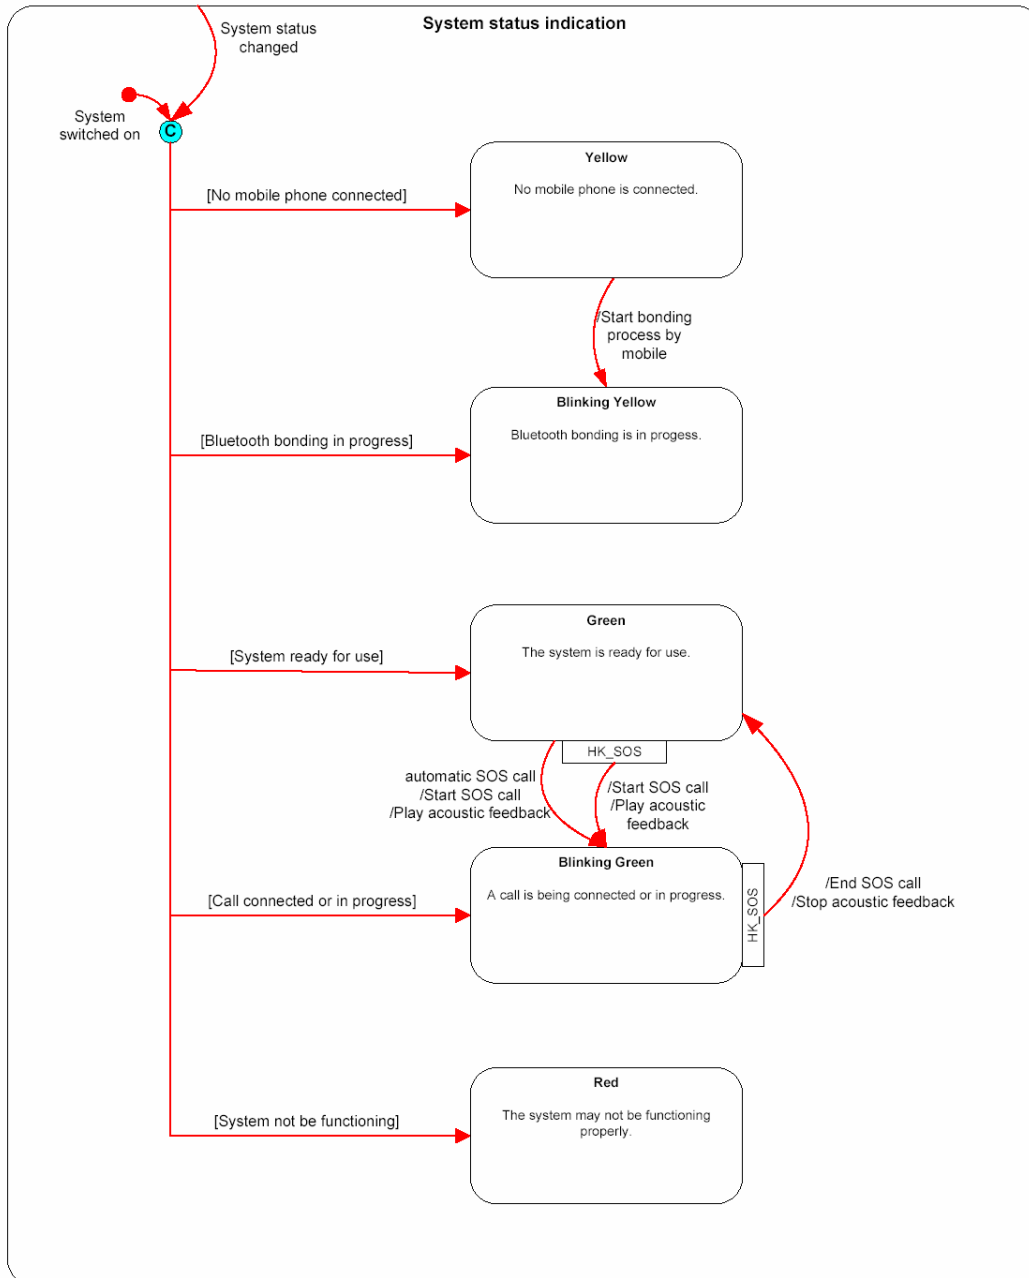 System status indication
System status
changed
System
switched on
C
Yellow
No mobile phone is connected.
[No mobile phone connected]
/Start bonding
process by
mobile
Blinking Yellow
Bluetooth bonding is in progess.
[Bluetooth bonding in progress]
Green
The system is ready for use.
[System ready for use]
HK_SOS
automatic SOS call
/Start SOS call
/Play acoustic feedback
/Start SOS call
/Play acoustic
feedback
Blinking Green
A call is being connected or in progress.
[Call connected or in progress]
HK_SOS
/End SOS call
/Stop acoustic feedback
Red
The system may not be functioning
properly.
[System not be functioning]